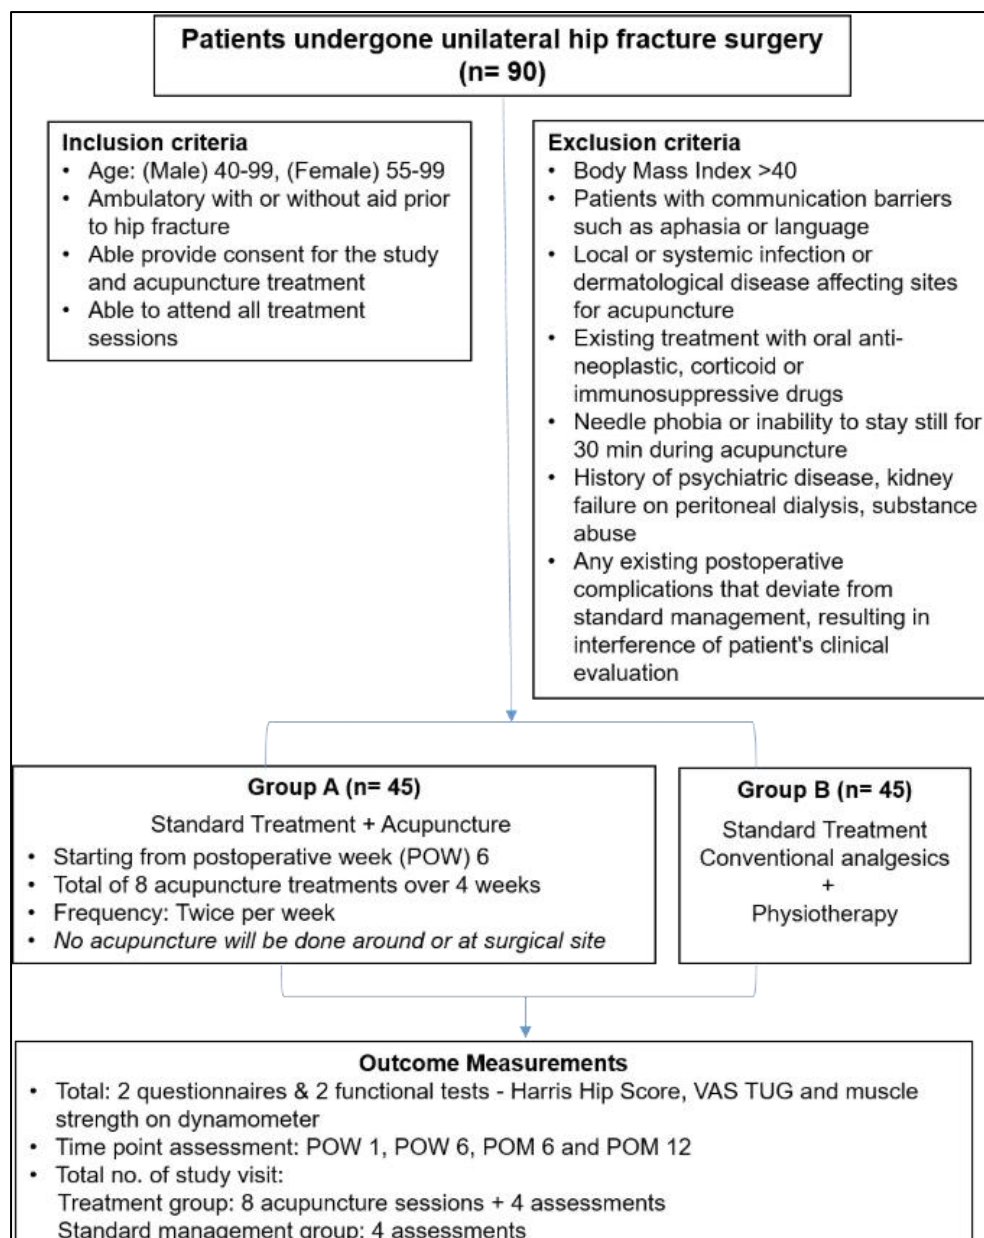 Patients undergone unilateral hip fracture surgery
(n= 90)
Inclusion criteria
• Age: (Male) 40-99, (Female) 55-99
• Ambulatory with or without aid prior
to hip fracture
• Able provide consent for the study
and acupuncture treatment
• Able to attend all treatment
sessions
Exclusion criteria
• Body Mass Index >40
• Patients with communication barriers
such as aphasia or language
• Local or systemic infection or
dermatological disease affecting sites
for acupuncture
• Existing treatment with oral anti-
neoplastic, corticoid or
immunosuppressive drugs
• Needle phobia or inability to stay still for
30 min during acupuncture
• History of psychiatric disease, kidney
failure on peritoneal dialysis, substance
abuse
• Any existing postoperative
complications that deviate from
standard management, resulting in
interference of patient's clinical
evaluation
Group A (n= 45)
Standard Treatment + Acupuncture
• Starting from postoperative week (POW) 6
• Total of 8 acupuncture treatments over 4 weeks
• Frequency: Twice per week
• No acupuncture will be done around or at surgical site
Group B (n= 45)
Standard Treatment
Conventional analgesics
+
Physiotherapy
Outcome Measurements
• Total: 2 questionnaires & 2 functional tests - Harris Hip Score, VAS TUG and muscle
strength on dynamometer
• Time point assessment: POW 1, POW 6, POM 6 and POM 12
• Total no. of study visit:
Treatment group: 8 acupuncture sessions + 4 assessments
Standard management group: 4 assessments